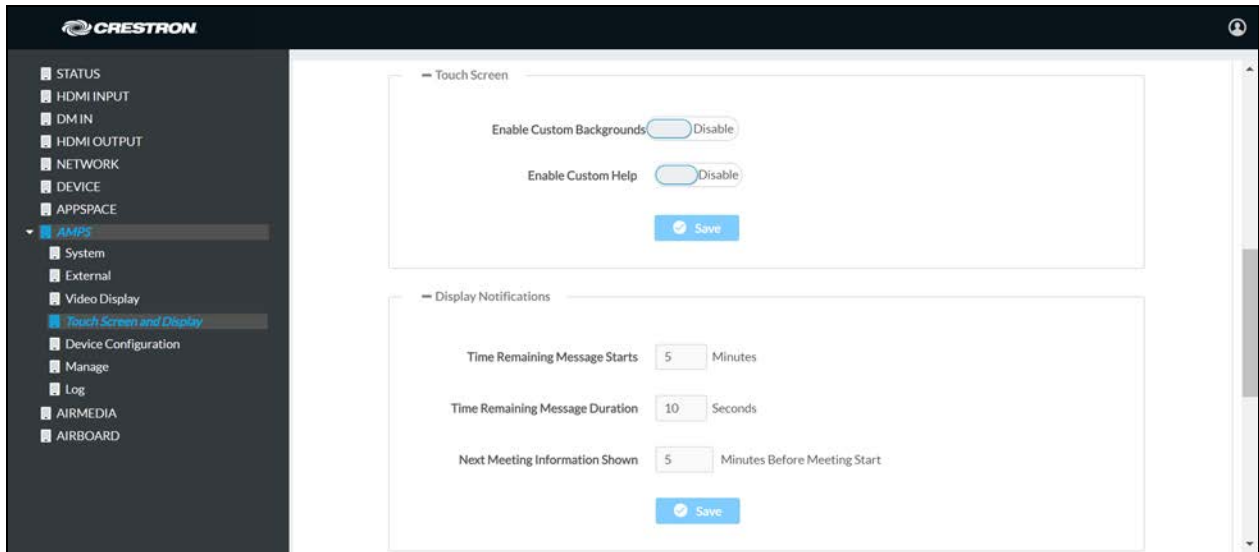 CRESTRON
STATUS
HDMI INPUT
DM IN
HDMI OUTPUT
NETWORK
DEVICE
APPSPACE
AMPS
System
External
Video Display
Touch Screen and Display
Device Configuration
Manage
Log
AIRMEDIA
AIRBOARD
Touch Screen
Enable Custom Backgrounds Disable
Enable Custom Help Disable
Save
Display Notifications
Time Remaining Message Starts 5 Minutes
Time Remaining Message Duration 10 Seconds
Next Meeting Information Shown 5 Minutes Before Meeting Start
Save